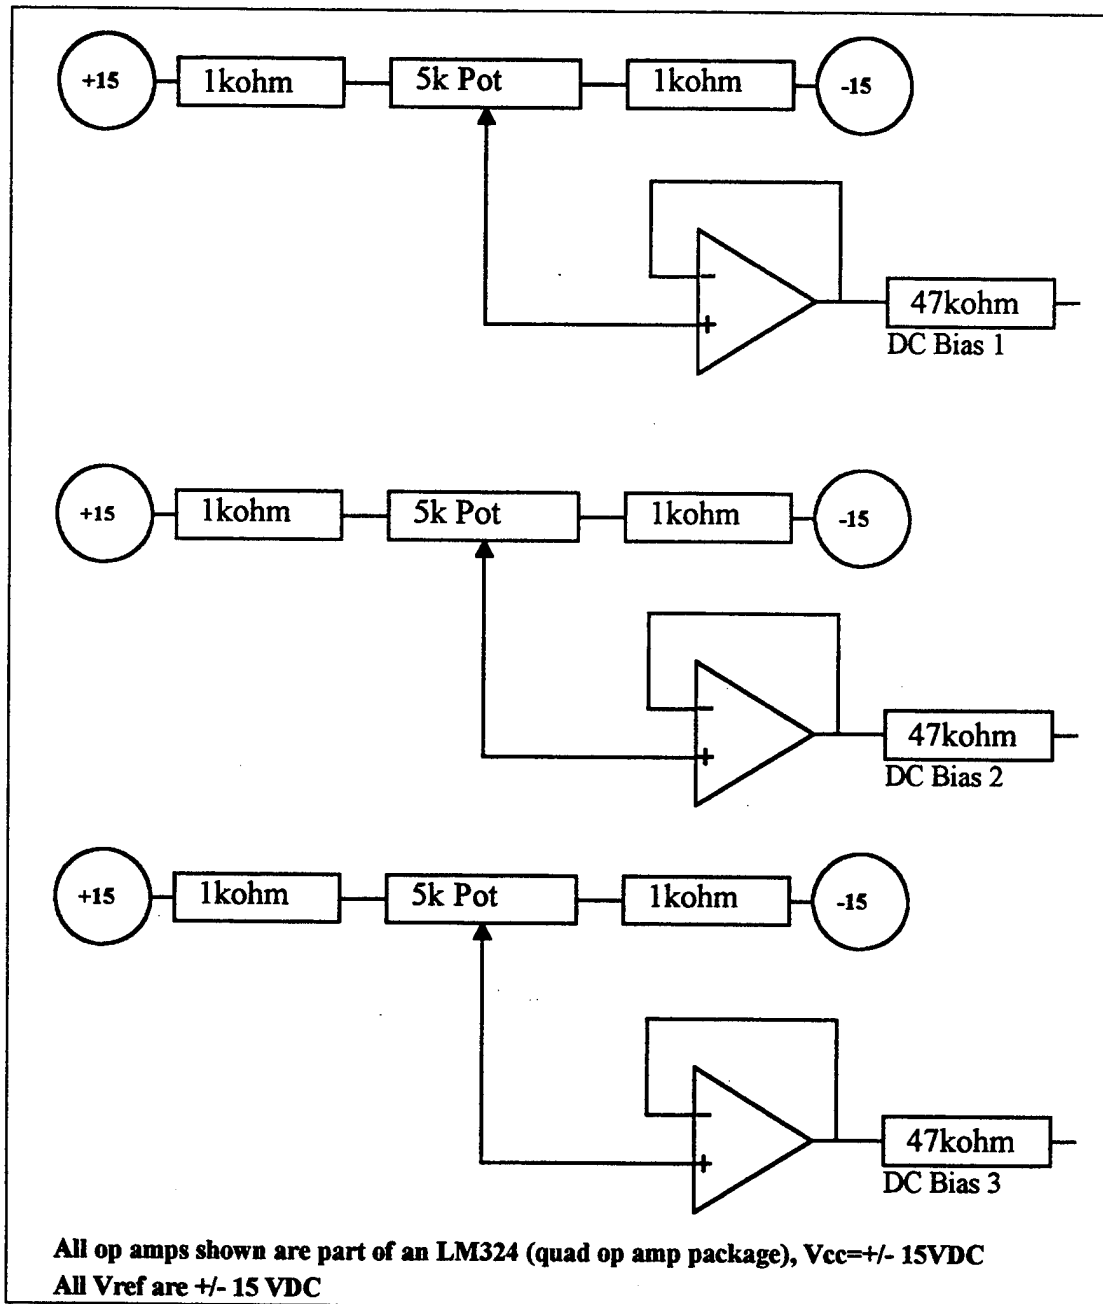 +15 1kohm 5k Pot 1kohm -15
-
+
47kohm
DC Bias 1
+15 1kohm 5k Pot 1kohm -15
-
+
47kohm
DC Bias 2
+15 1kohm 5k Pot 1kohm -15
-
+
47kohm
DC Bias 3
All op amps shown are part of an LM324 (quad op amp package), Vcc=+/- 15VDC
All Vref are +/- 15 VDC